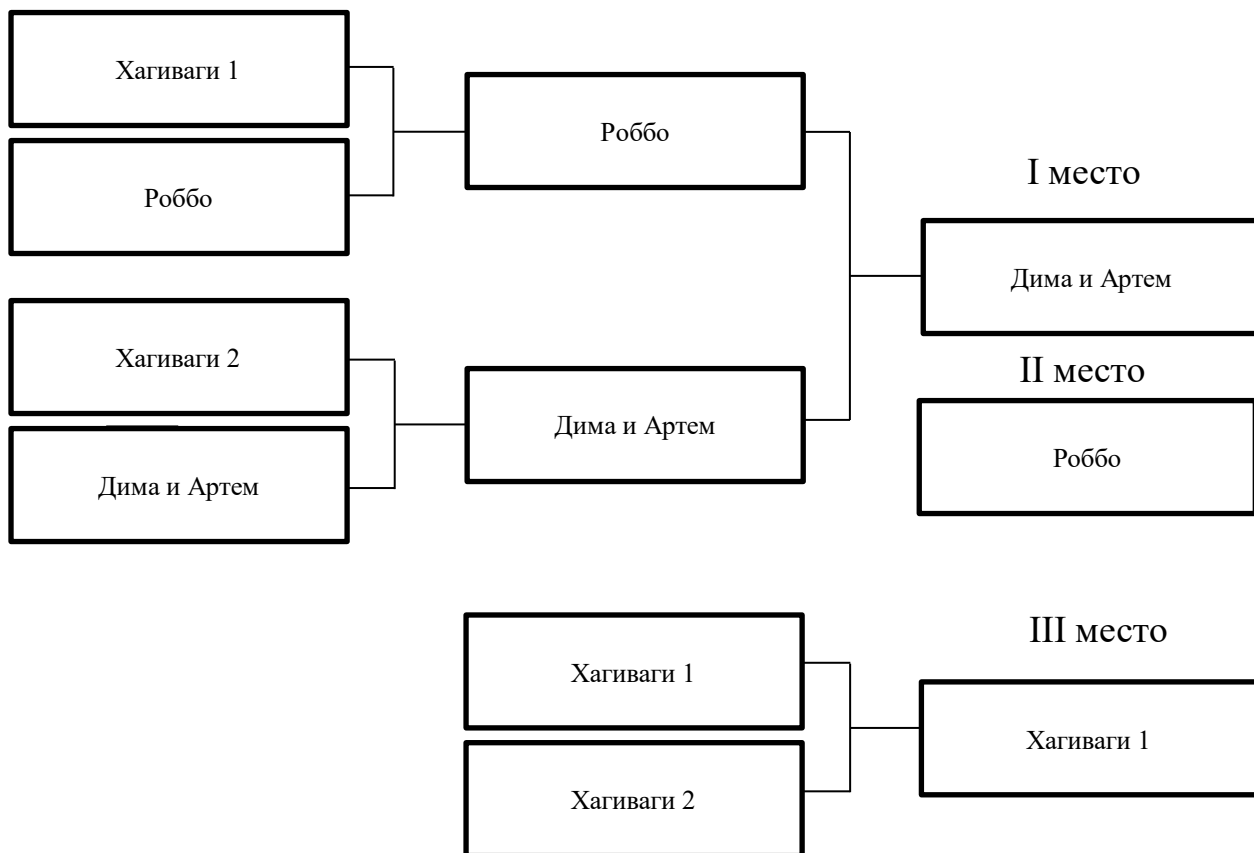 Хагиваги 1
Роббо
Роббо
I место
Дима и Артем
Хагиваги 2
Дима и Артем
Дима и Артем
II место
Роббо
Хагиваги 1
Хагиваги 2
III место
Хагиваги 1